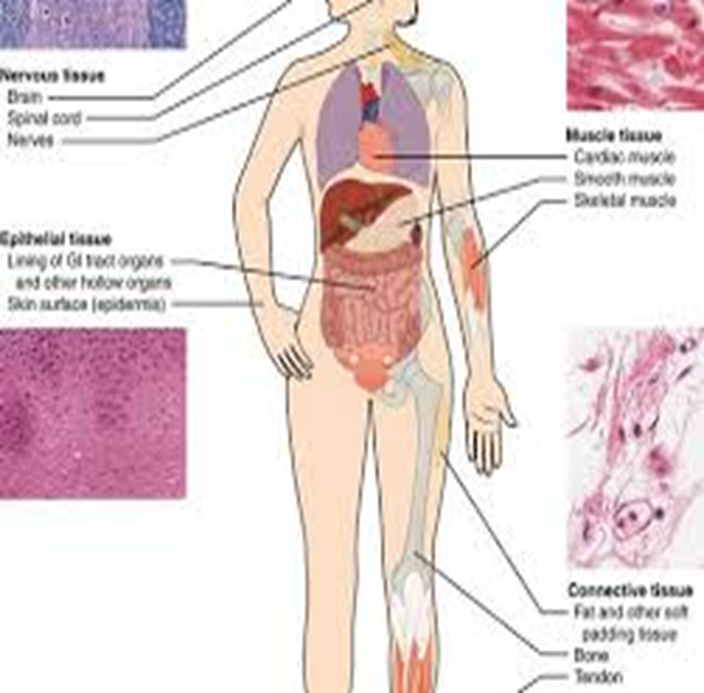 Nervous tissue
Brain
Spinal cord
Nerves
Muscle tissue
Cardiac muscle
Smooth muscle
Skeletal muscle
Epithelial tissue
Lining of GI tract organs
and other hollow organs
Skin surface (epidermis)
Connective tissue
Fat and other soft
padding tissue
Bone
Tendon